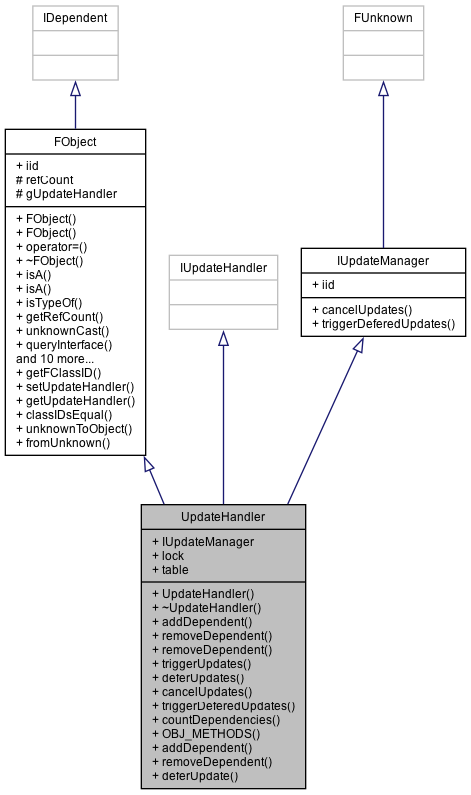 IDependent
FUnknown
FObject
+ iid
# refCount
# gUpdateHandler
+ FObject()
+ FObject()
+ operator=()
+ ~FObject()
+ isA()
+ isA()
+ isTypeOf()
+ getRefCount()
+ unknownCast()
+ queryInterface()
and 10 more...
+ getFClassID()
+ setUpdateHandler()
+ getUpdateHandler()
+ classIDsEqual()
+ unknownToObject()
+ fromUnknown()
IUpdateHandler
IUpdateManager
+ iid
+ cancelUpdates()
+ triggerDeferedUpdates()
UpdateHandler
+ IUpdateManager
+ lock
+ table
+ UpdateHandler()
+ ~UpdateHandler()
+ addDependent()
+ removeDependent()
+ removeDependent()
+ triggerUpdates()
+ deferUpdates()
+ cancelUpdates()
+ triggerDeferedUpdates()
+ countDependencies()
+ OBJ_METHODS()
+ addDependent()
+ removeDependent()
+ deferUpdate()